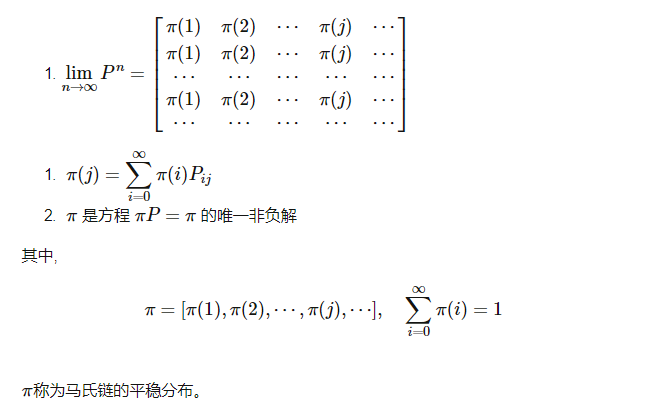 1. $\lim_{n \to \infty} P^n = \begin{bmatrix} \pi(1) & \pi(2) & \cdots & \pi(j) & \cdots \\ \pi(1) & \pi(2) & \cdots & \pi(j) & \cdots \\ \cdots & \cdots & \cdots & \cdots & \cdots \\ \pi(1) & \pi(2) & \cdots & \pi(j) & \cdots \\ \cdots & \cdots & \cdots & \cdots & \cdots \end{bmatrix}$
1. $\pi(j) = \sum_{i=0}^{\infty} \pi(i) P_{ij}$
2. $\pi$ 是方程 $\pi P = \pi$ 的唯一非负解
其中,
$\pi = [\pi(1), \pi(2), \cdots, \pi(j), \cdots], \quad \sum_{i=0}^{\infty} \pi(i) = 1$
$\pi$称为马氏链的平稳分布。